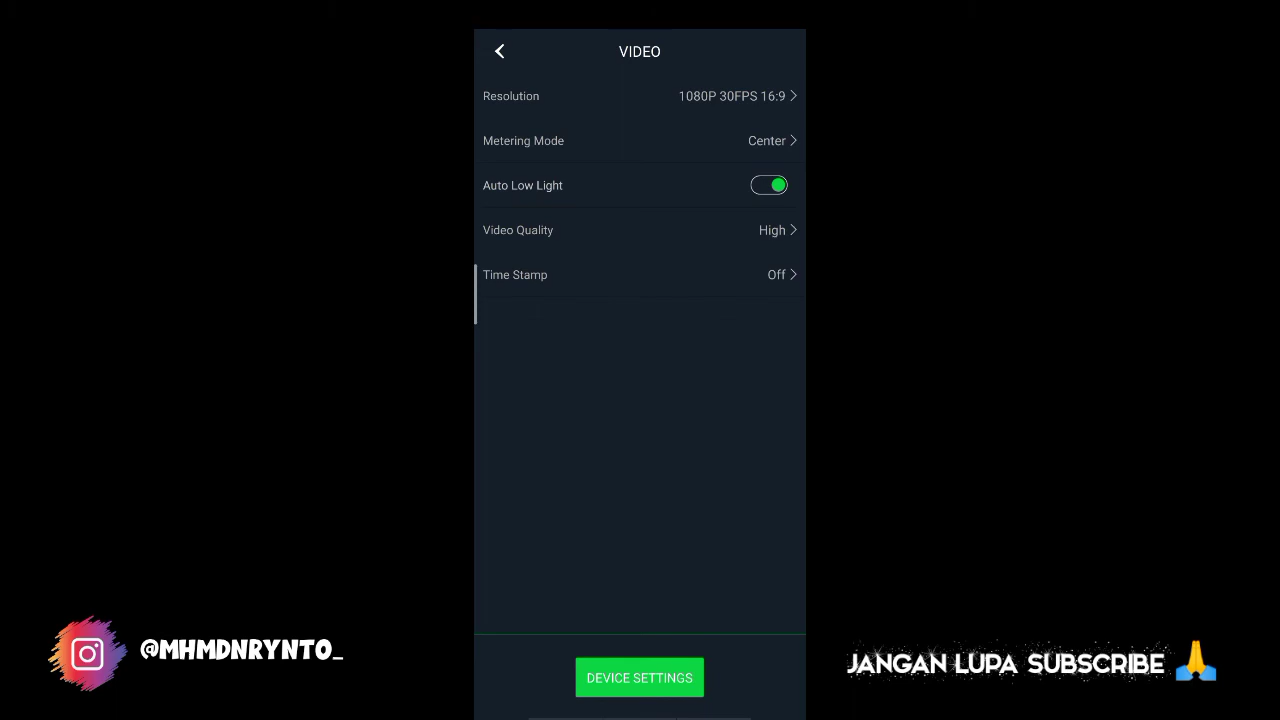 VIDEO
Resolution 1080P 30FPS 16:9
Metering Mode Center
Auto Low Light
Video Quality High
Time Stamp Off
DEVICE SETTINGS
@MHMDNRYNTO_
JANGAN LUPA SUBSCRIBE 🙏